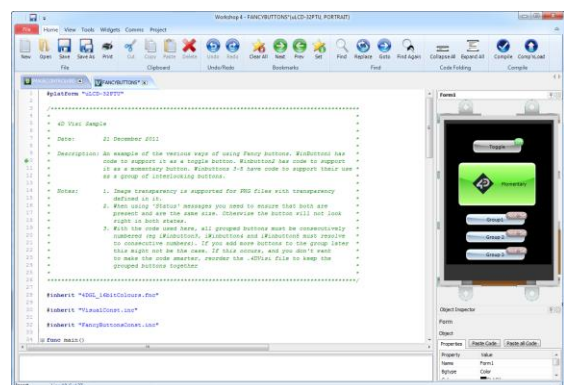 Workshop 4 - FANCYBUTTONS*(uLCD-32PTU, PORTRAIT)
File Home View Tools Widgets Comms Project
New Open Save Save As Print Cut Copy Paste Delete Undo Redo Clear All Next Prev Set Find Replace Goto Find Again Collapse All Expand All Compile Comp'nLoad
File Clipboard Undo/Redo Bookmarks Find Code Folding Compile
FANCYBUTTONS*
#platform "uLCD-32PTU"
4D Visi Sample
Date: 21 December 2011
Description: An example of the various ways of using Fancy buttons. Winbutton1 has
code to support it as a toggle button. Winbutton2 has code to support
it as a momentary button. Winbuttons 3-5 have code to support their use
as a group of interlocking buttons.
Notes: 1. Image transparency is supported for PNG files with transparency
defined in it.
2. When using 'Status' messages you need to ensure that both are
present and are the same size. Otherwise the button will not look
right in both states.
3. With the code used here, all grouped buttons must be consecutively
numbered (eg iWinbutton3, iWinbutton4 and iWinbutton5 must resolve
to consecutive numbers). If you add more buttons to the group later
this might not be the case. If this occurs, and you don't want
to make the code smarter, reorder the .4DVisi file to keep the
grouped buttons together
#inherit "4DGL_16bitColours.fnc"
#inherit "VisualConst.inc"
#inherit "FancyButtonsConst.inc"
func main()
Form1
Toggle
Momentary
Group 1
Group 2
Group 3
Object Inspector
Form
Object
Properties Paste Code Paste all Code
Property Value
Name Form1
Bgtype Color